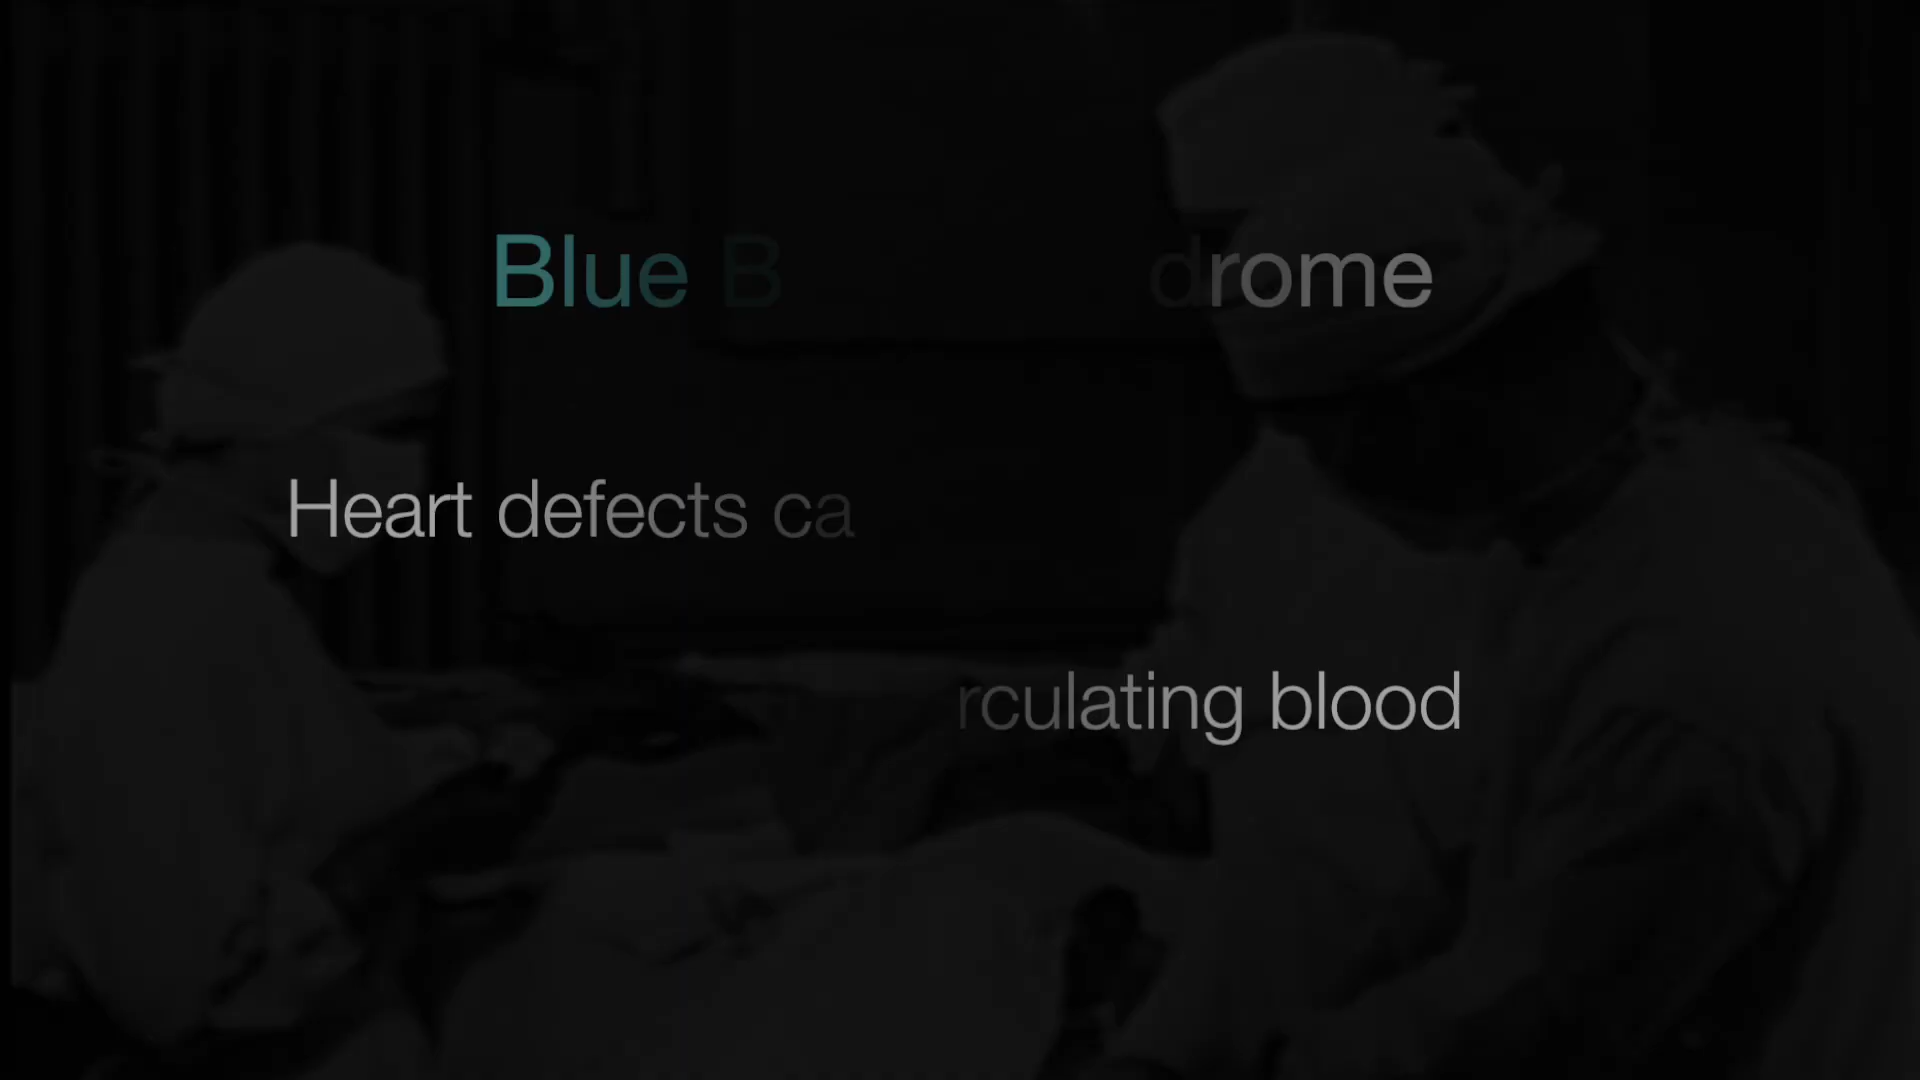 Blue B drome
Heart defects ca
rculating blood